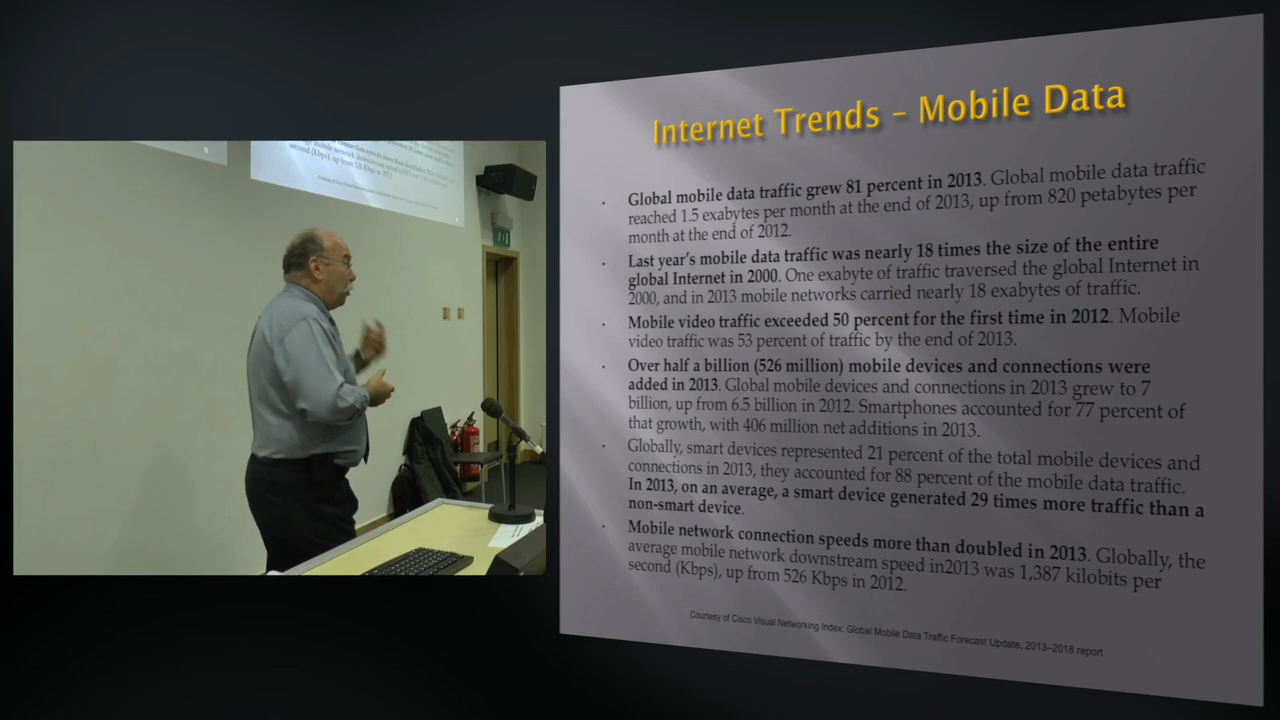 Internet Trends – Mobile Data
Global mobile data traffic grew 81 percent in 2013. Global mobile data traffic
reached 1.5 exabytes per month at the end of 2013, up from 820 petabytes per
month at the end of 2012.
Last year's mobile data traffic was nearly 18 times the size of the entire
global Internet in 2000. One exabyte of traffic traversed the global Internet in
2000, and in 2013 mobile networks carried nearly 18 exabytes of traffic.
Mobile video traffic exceeded 50 percent for the first time in 2012. Mobile
video traffic was 53 percent of traffic by the end of 2013.
Over half a billion (526 million) mobile devices and connections were
added in 2013. Global mobile devices and connections in 2013 grew to 7
billion, up from 6.5 billion in 2012. Smartphones accounted for 77 percent of
that growth, with 406 million net additions in 2013.
Globally, smart devices represented 21 percent of the total mobile devices and
connections in 2013, they accounted for 88 percent of the mobile data traffic.
In 2013, on an average, a smart device generated 29 times more traffic than a
non-smart device.
Mobile network connection speeds more than doubled in 2013. Globally, the
average mobile network downstream speed in2013 was 1,387 kilobits per
second (Kbps), up from 526 Kbps in 2012.
Courtesy of Cisco Visual Networking Index: Global Mobile Data Traffic Forecast Update, 2013–2018 report